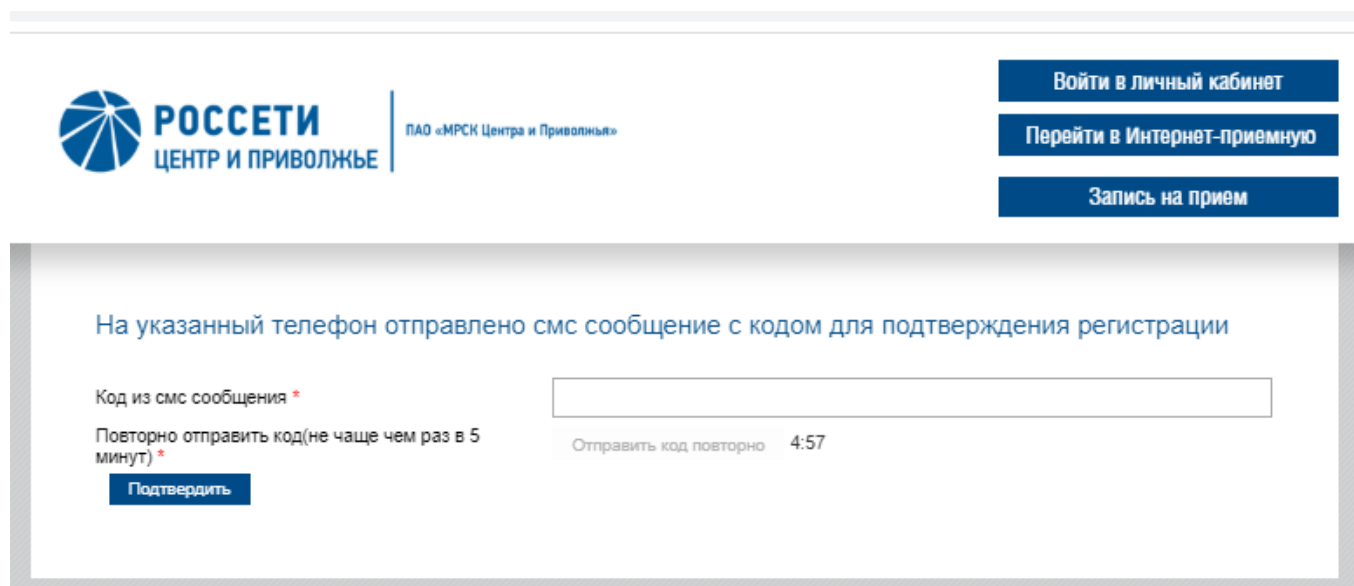 Войти в личный кабинет
РОССЕТИ
ЦЕНТР И ПРИВОЛЖЬЕ
ПАО «МРСК Центра и Приволжья»
Перейти в Интернет-приемную
Запись на прием
На указанный телефон отправлено смс сообщение с кодом для подтверждения регистрации
Код из смс сообщения *
Повторно отправить код(не чаще чем раз в 5
минут) *
Отправить код повторно 4:57
Подтвердить